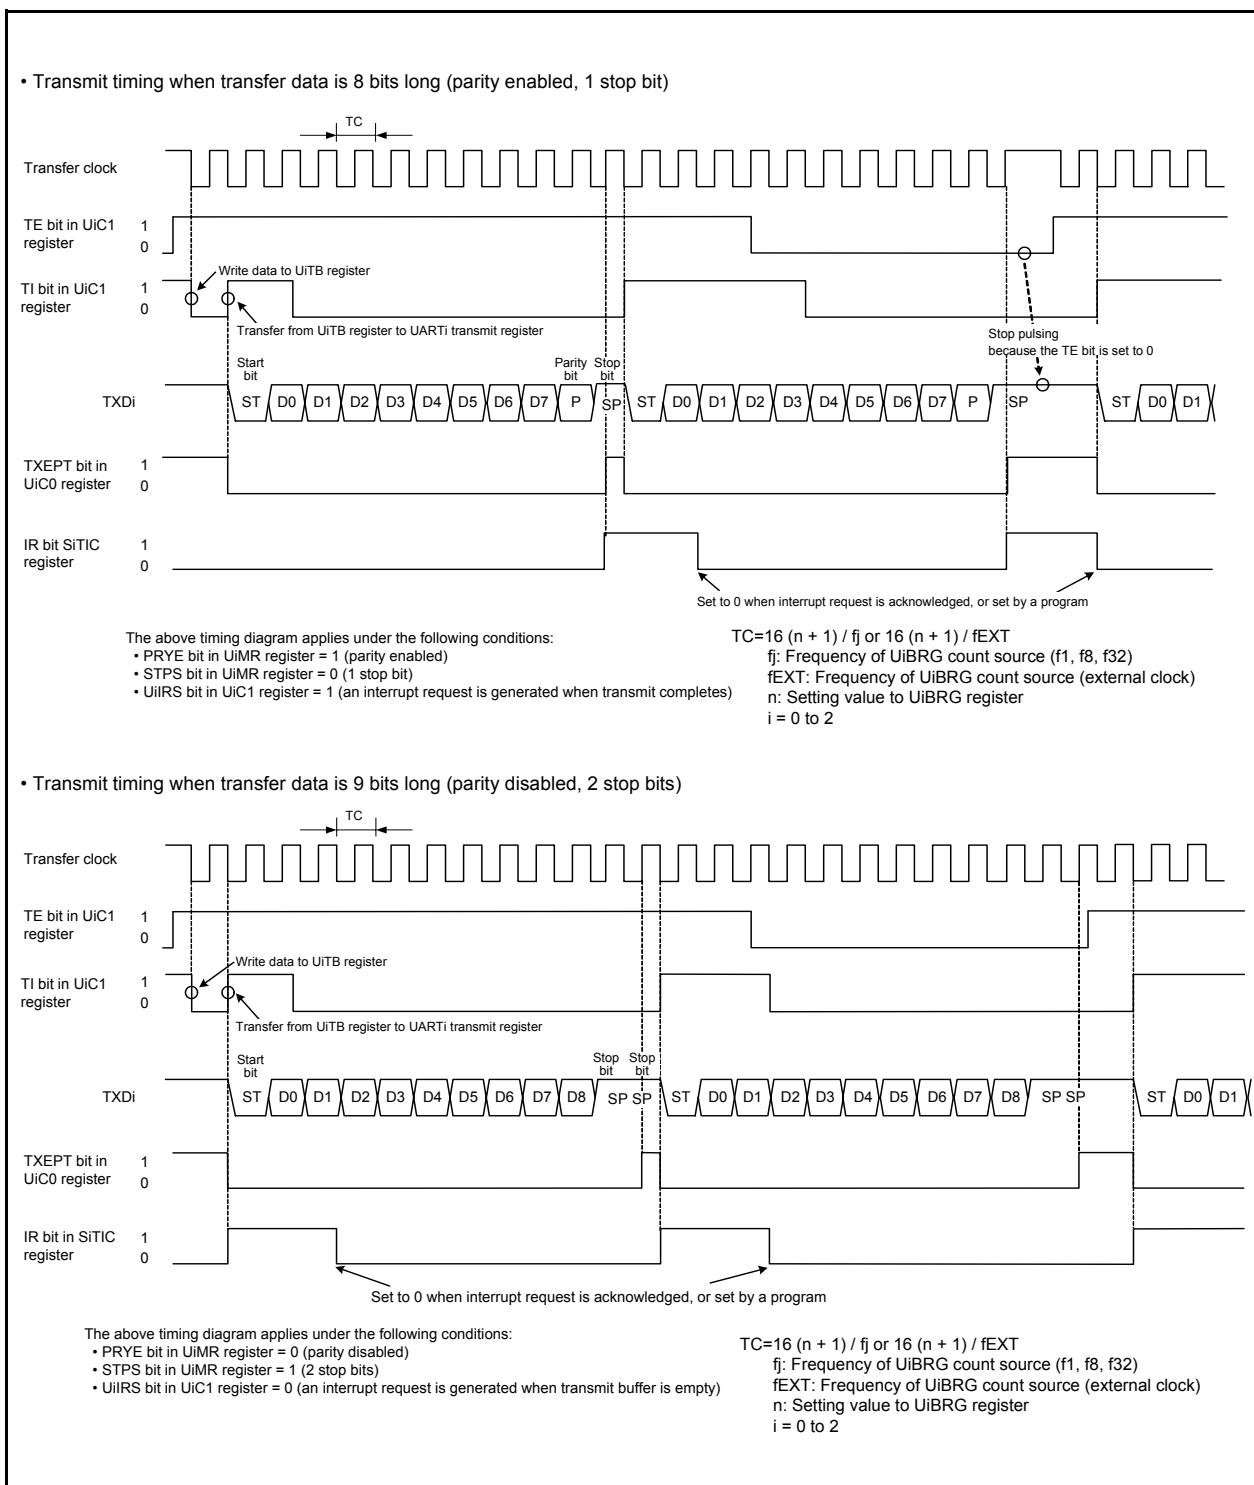 • Transmit timing when transfer data is 8 bits long (parity enabled, 1 stop bit)
TC
Transfer clock
TE bit in UiC1 register 1 0
Write data to UiTB register
TI bit in UiC1 register 1 0
Transfer from UiTB register to UARTi transmit register
Stop pulsing
because the TE bit is set to 0
Start bit Parity bit Stop bit
TXDi ST D0 D1 D2 D3 D4 D5 D6 D7 P SP ST D0 D1 D2 D3 D4 D5 D6 D7 P SP ST D0 D1
TXEPT bit in UiC0 register 1 0
IR bit SiTIC register 1 0
Set to 0 when interrupt request is acknowledged, or set by a program
The above timing diagram applies under the following conditions:
• PRYE bit in UiMR register = 1 (parity enabled)
• STPS bit in UiMR register = 0 (1 stop bit)
• UiIRS bit in UiC1 register = 1 (an interrupt request is generated when transmit completes)
TC=16 (n + 1) / fj or 16 (n + 1) / fEXT
fj: Frequency of UiBRG count source (f1, f8, f32)
fEXT: Frequency of UiBRG count source (external clock)
n: Setting value to UiBRG register
i = 0 to 2
• Transmit timing when transfer data is 9 bits long (parity disabled, 2 stop bits)
TC
Transfer clock
TE bit in UiC1 register 1 0
Write data to UiTB register
TI bit in UiC1 register 1 0
Transfer from UiTB register to UARTi transmit register
Start bit Stop bit Stop bit
TXDi ST D0 D1 D2 D3 D4 D5 D6 D7 D8 SP SP ST D0 D1 D2 D3 D4 D5 D6 D7 D8 SP SP ST D0 D1
TXEPT bit in UiC0 register 1 0
IR bit in SiTIC register 1 0
Set to 0 when interrupt request is acknowledged, or set by a program
The above timing diagram applies under the following conditions:
• PRYE bit in UiMR register = 0 (parity disabled)
• STPS bit in UiMR register = 1 (2 stop bits)
• UiIRS bit in UiC1 register = 0 (an interrupt request is generated when transmit buffer is empty)
TC=16 (n + 1) / fj or 16 (n + 1) / fEXT
fj: Frequency of UiBRG count source (f1, f8, f32)
fEXT: Frequency of UiBRG count source (external clock)
n: Setting value to UiBRG register
i = 0 to 2